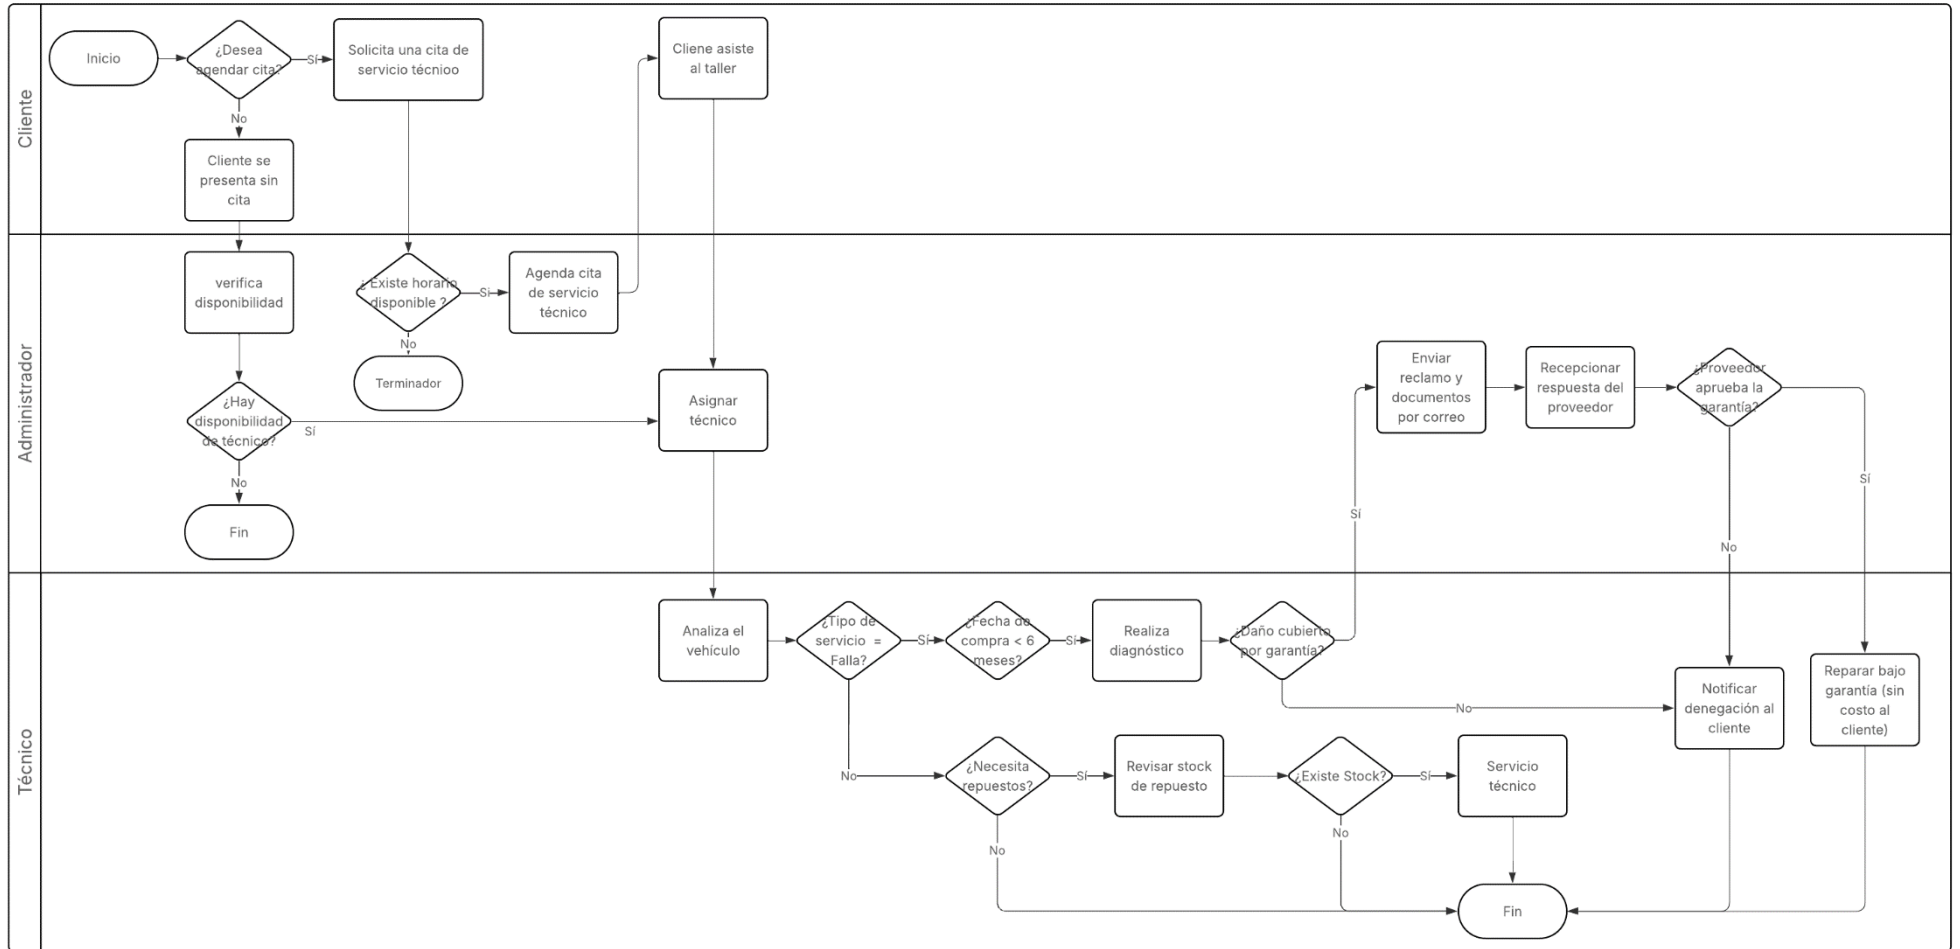 Cliente
Inicio
¿Desea
agendar cita?
Sí
Solicita una cita de
servicio técnioo
Cliene asiste
al taller
No
Cliente se
presenta sin
cita
Administrador
verifica
disponibilidad
¿ Existe horario
disponible ?
Si
Agenda cita
de servicio
técnico
No
Terminador
¿Hay
disponibilidad
de técnico?
Sí
Asignar
técnico
No
Fin
Enviar
reclamo y
documentos
por correo
Recepcionar
respuesta del
proveedor
¿Proveedor
aprueba la
garantía?
Sí
Sí
No
Técnico
Analiza el
vehículo
¿Tipo de
servicio =
Falla?
Sí
¿Fecha de
compra < 6
meses?
Sí
Realiza
diagnóstico
¿Daño cubierto
por garantía?
No
Notificar
denegación al
cliente
Reparar bajo
garantía (sin
costo al
cliente)
No
¿Necesita
repuestos?
Sí
Revisar stock
de repuesto
¿Existe Stock?
Sí
Servicio
técnico
No
No
Fin